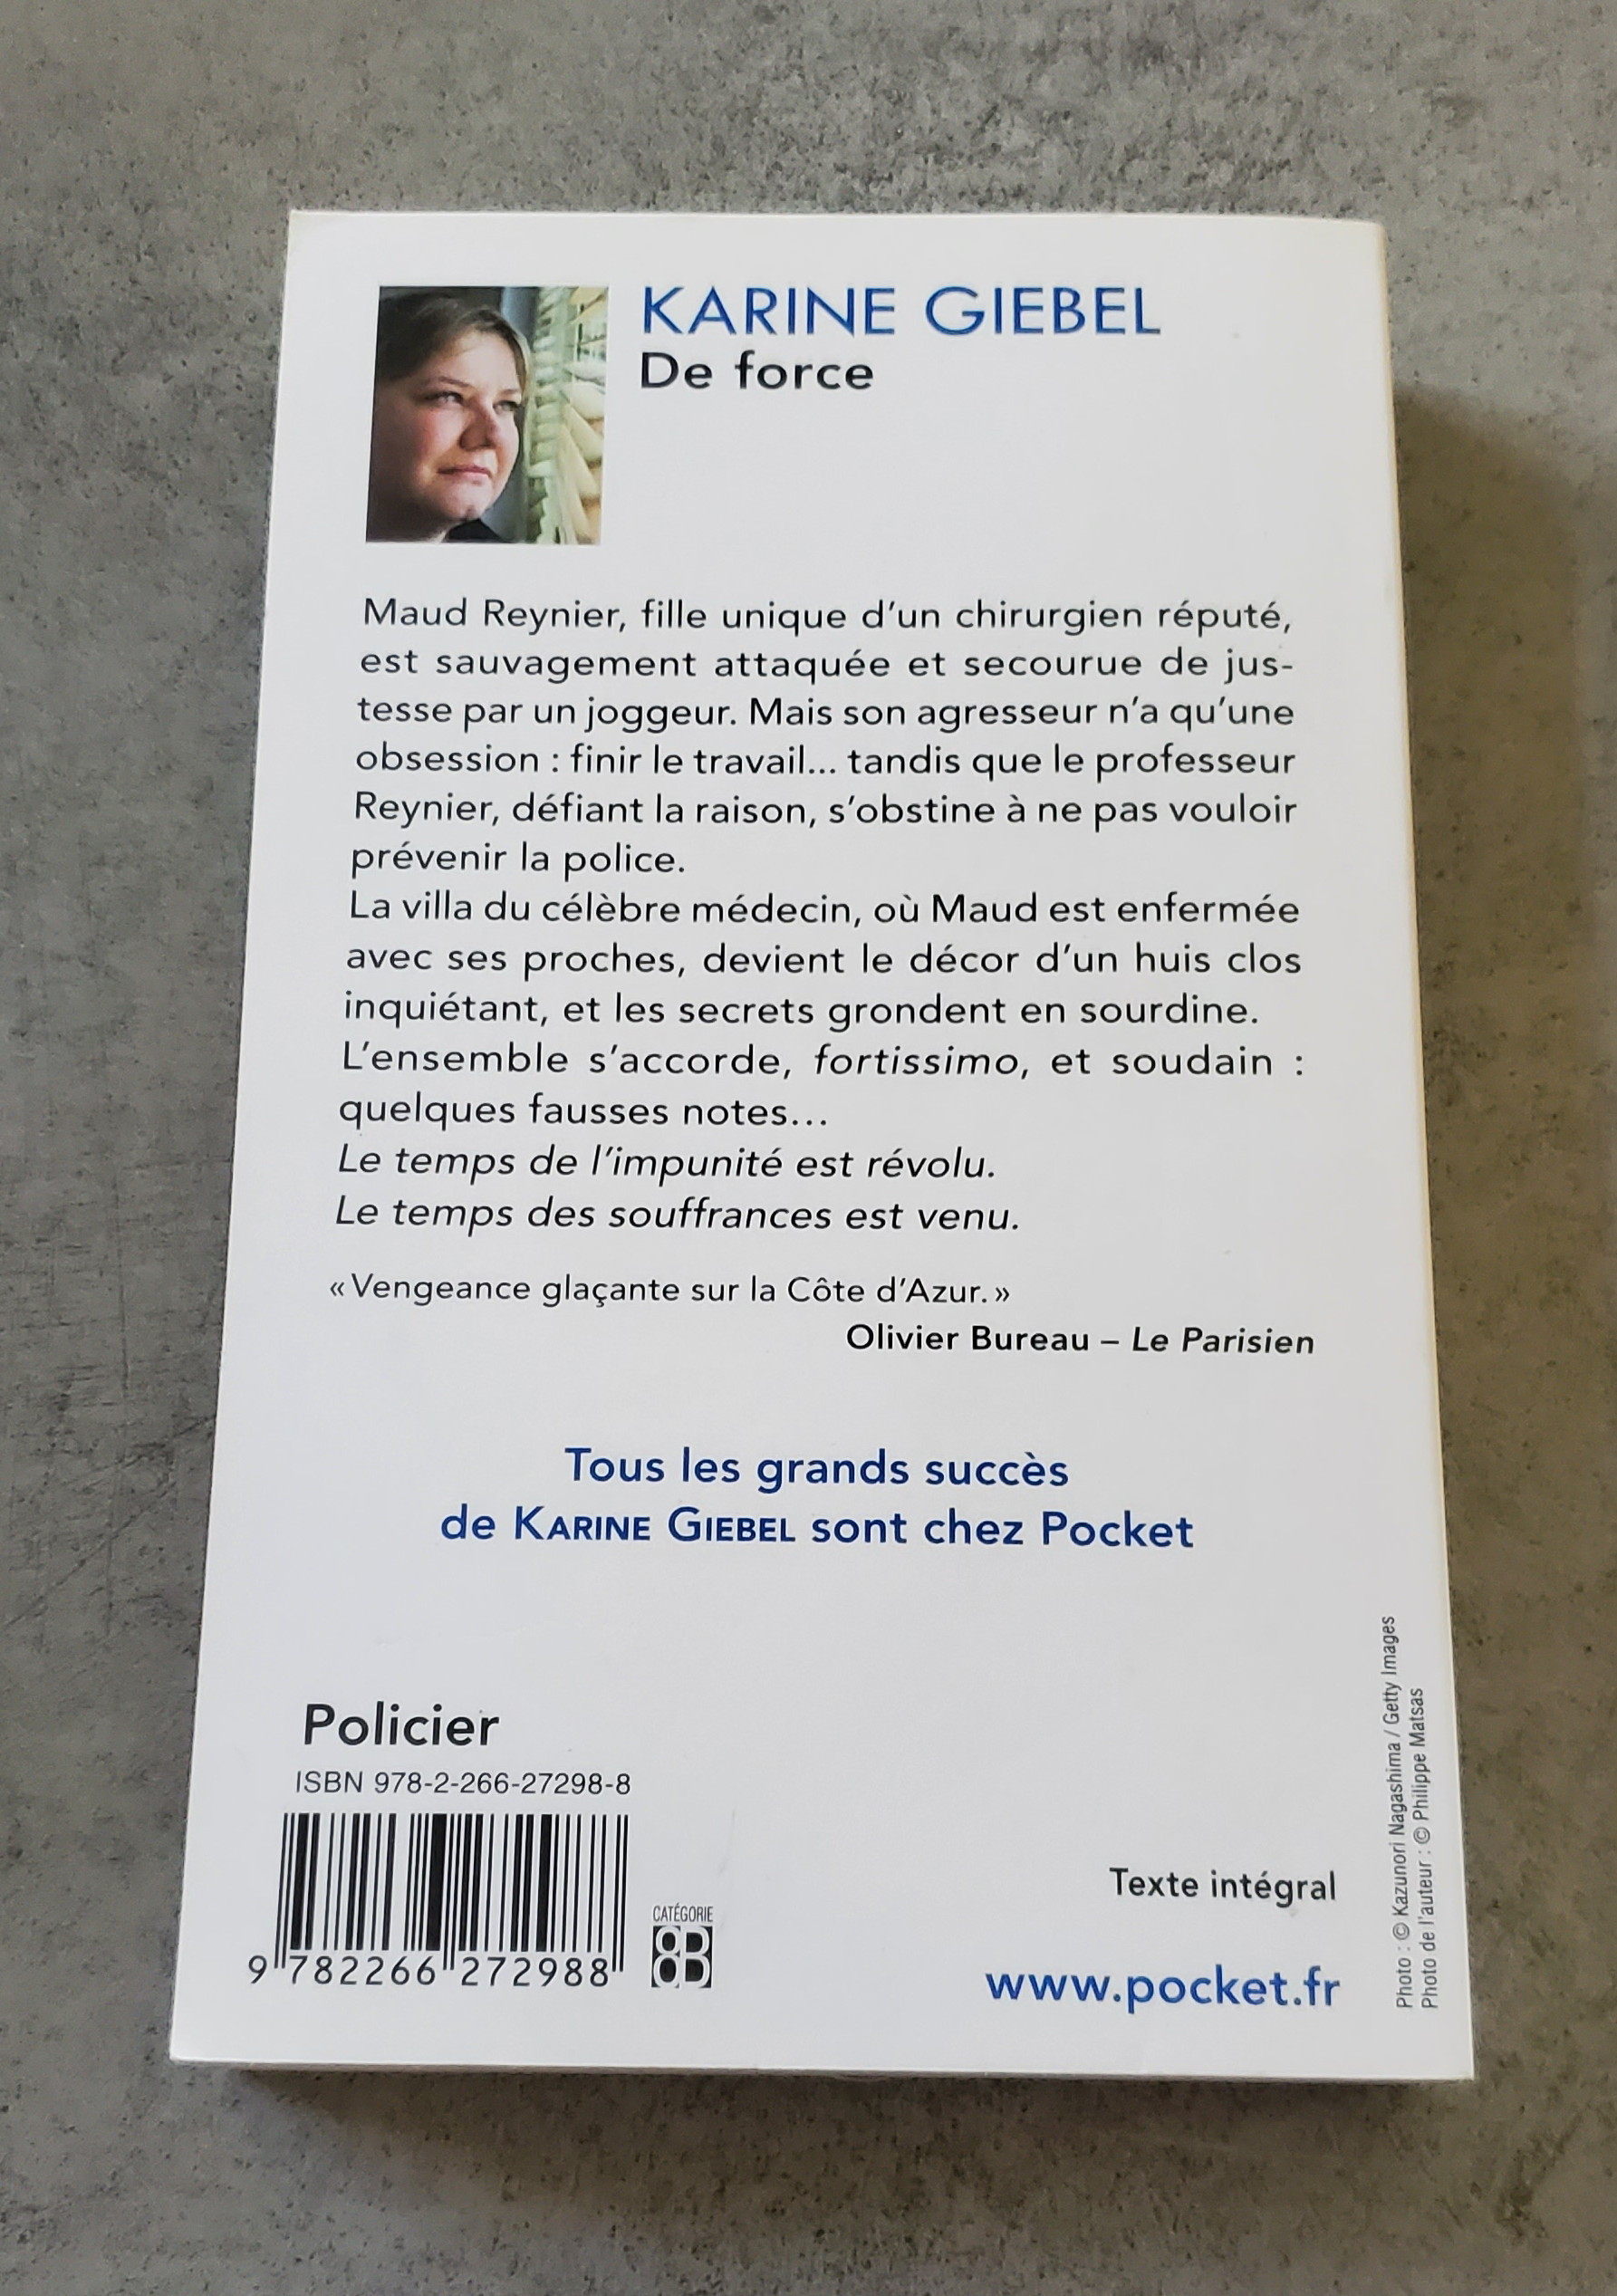 KARINE GIEBEL
De force
Maud Reynier, fille unique d’un chirurgien réputé,
est sauvagement attaquée et secourue de jus-
tesse par un joggeur. Mais son agresseur n’a qu’une
obsession : finir le travail... tandis que le professeur
Reynier, défiant la raison, s’obstine à ne pas vouloir
prévenir la police.
La villa du célèbre médecin, où Maud est enfermée
avec ses proches, devient le décor d’un huis clos
inquiétant, et les secrets grondent en sourdine.
L’ensemble s’accorde, fortissimo, et soudain :
quelques fausses notes...
Le temps de l’impunité est révolu.
Le temps des souffrances est venu.
« Vengeance glaçante sur la Côte d’Azur. »
Olivier Bureau – Le Parisien
Tous les grands succès
de KARINE GIEBEL sont chez Pocket
Policier
ISBN 978-2-266-27298-8
9 782266 272988
CATÉGORIE
8B
Texte intégral
www.pocket.fr
Photo : © Kazunori Nagashima / Getty Images
Photo de l’auteur : © Philippe Matsas